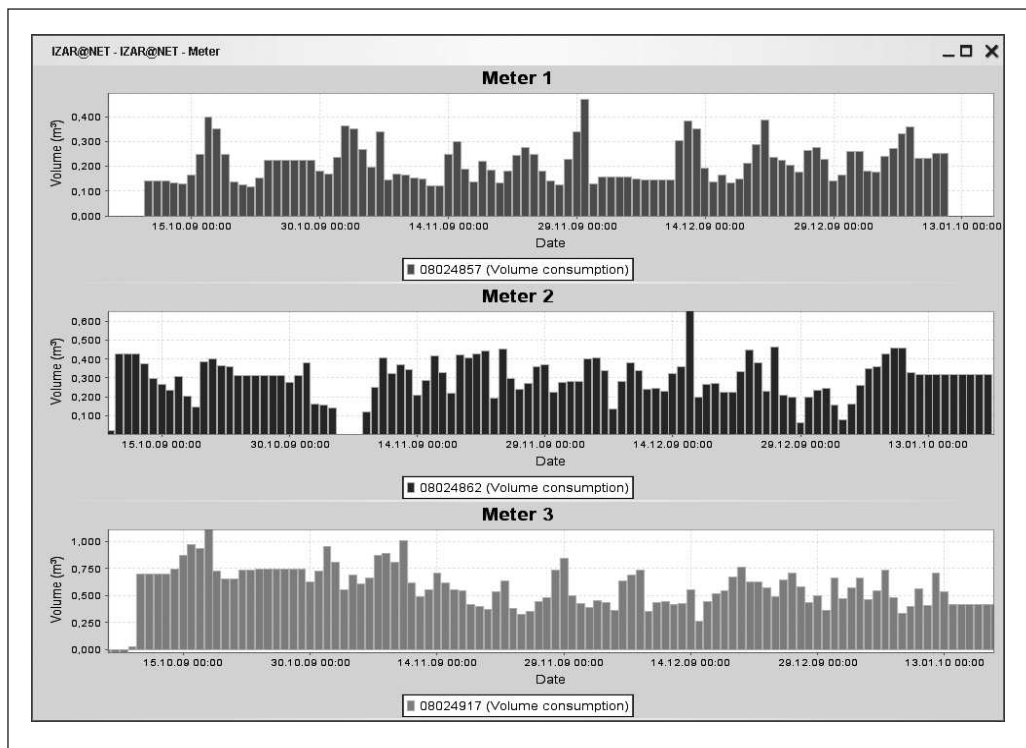 IZAR@NET - IZAR@NET - Meter
Meter 1
Volume (m³)
0,400
0,300
0,200
0,100
0,000
15.10.09 00:00 30.10.09 00:00 14.11.09 00:00 29.11.09 00:00 14.12.09 00:00 29.12.09 00:00 13.01.10 00:00
Date
08024857 (Volume consumption)
Meter 2
Volume (m³)
0,600
0,500
0,400
0,300
0,200
0,100
15.10.09 00:00 30.10.09 00:00 14.11.09 00:00 29.11.09 00:00 14.12.09 00:00 29.12.09 00:00 13.01.10 00:00
Date
08024862 (Volume consumption)
Meter 3
Volume (m³)
1,000
0,750
0,500
0,250
0,000
15.10.09 00:00 30.10.09 00:00 14.11.09 00:00 29.11.09 00:00 14.12.09 00:00 29.12.09 00:00 13.01.10 00:00
Date
08024917 (Volume consumption)